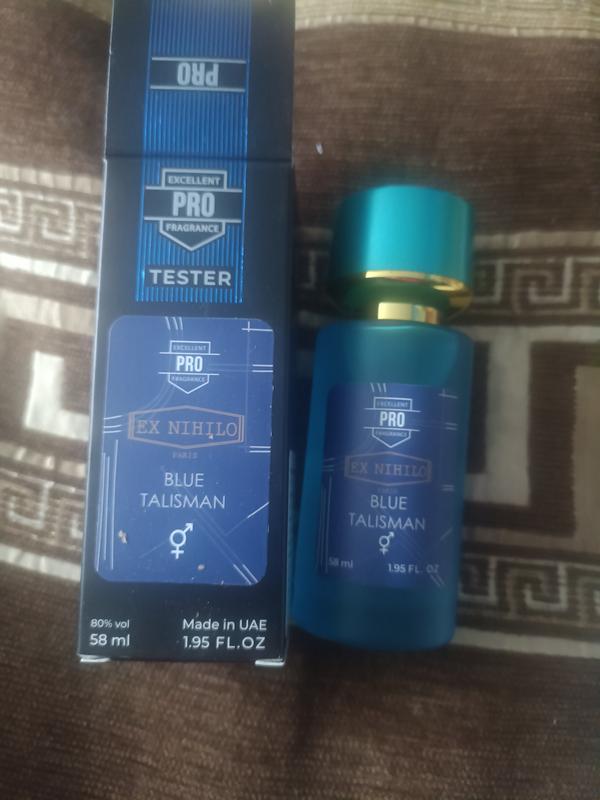 PRO
EXCELLENT
PRO
FRAGRANCE
TESTER
EXCELLENT
PRO
FRAGRANCE
EX NIHILO
PARIS
BLUE
TALISMAN
80% vol
58 ml
Made in UAE
1.95 FL.OZ
EXCELLENT
PRO
FRAGRANCE
EX NIHILO
BLUE
TALISMAN
58 ml
1.95 FL. OZ